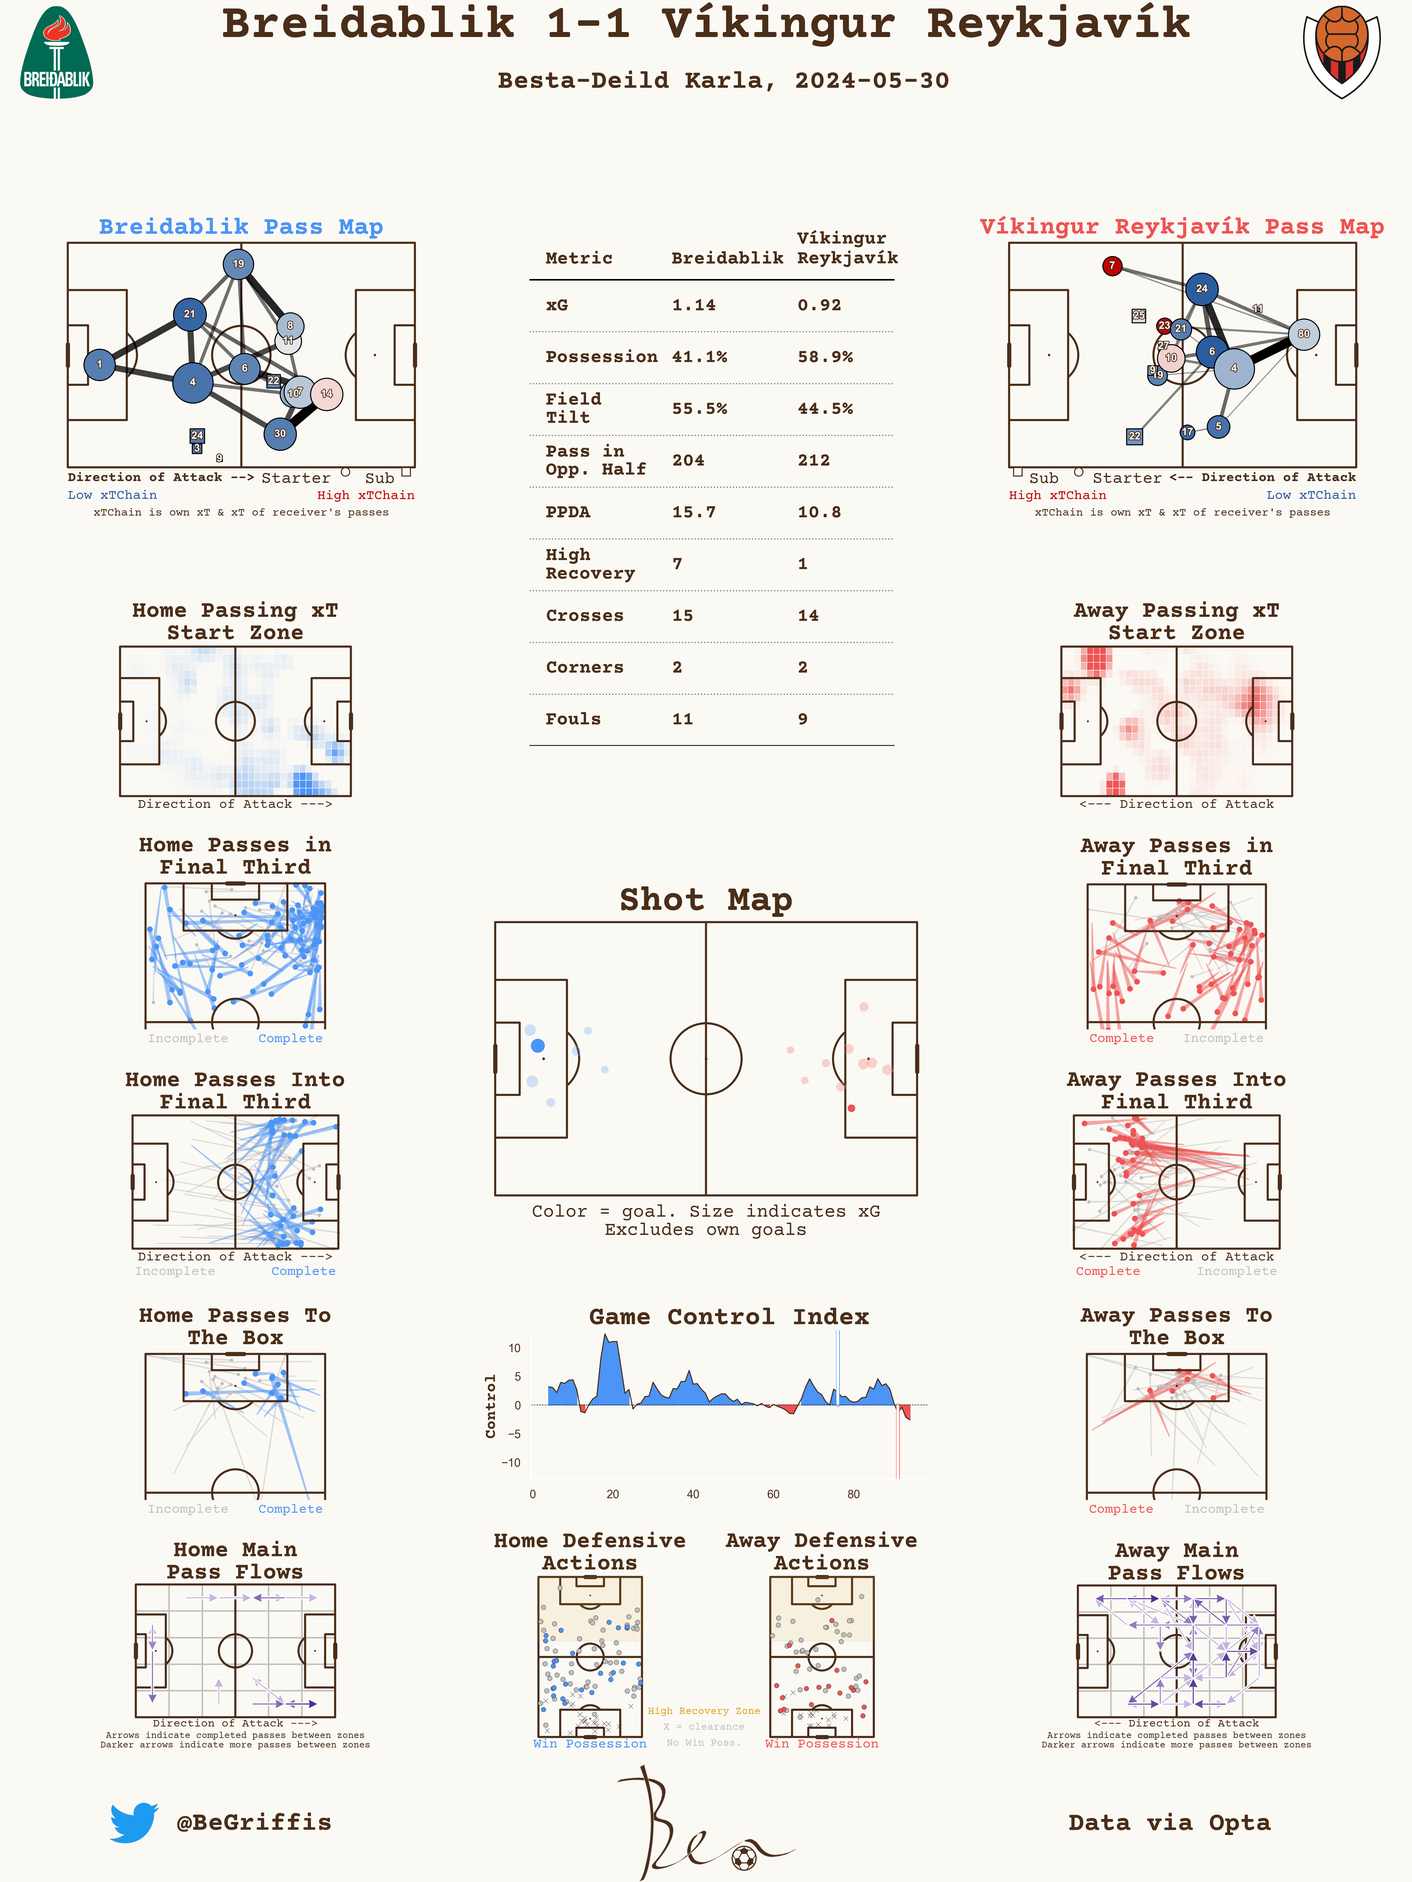 Breidablik 1-1 Víkingur Reykjavík
Besta-Deild Karla, 2024-05-30
BREIÐABLIK
Breidablik Pass Map
19
21
8
11
1
6
4
22
10
7
14
30
24
3
9
Direction of Attack --> Starter Sub
Low xTChain High xTChain
xTChain is own xT & xT of receiver's passes
Metric Breidablik Víkingur
Reykjavík
xG 1.14 0.92
Possession 41.1% 58.9%
Field
Tilt 55.5% 44.5%
Pass in
Opp. Half 204 212
PPDA 15.7 10.8
High
Recovery 7 1
Crosses 15 14
Corners 2 2
Fouls 11 9
Víkingur Reykjavík Pass Map
7
24
11
25
23
21
80
27
10
6
4
9
19
22
17
5
Sub Starter <-- Direction of Attack
High xTChain Low xTChain
xTChain is own xT & xT of receiver's passes
Home Passing xT
Start Zone
Direction of Attack --->
Away Passing xT
Start Zone
<--- Direction of Attack
Home Passes in
Final Third
Incomplete Complete
Away Passes in
Final Third
Complete Incomplete
Shot Map
Color = goal. Size indicates xG
Excludes own goals
Home Passes Into
Final Third
Direction of Attack --->
Incomplete Complete
Away Passes Into
Final Third
<--- Direction of Attack
Complete Incomplete
Home Passes To
The Box
Incomplete Complete
Game Control Index
Control
10
5
0
−5
−10
0 20 40 60 80
Away Passes To
The Box
Complete Incomplete
Home Main
Pass Flows
Direction of Attack --->
Arrows indicate completed passes between zones
Darker arrows indicate more passes between zones
Home Defensive
Actions
Win Possession
High Recovery Zone
X = clearance
No Win Poss.
Away Defensive
Actions
Win Possession
Away Main
Pass Flows
<--- Direction of Attack
Arrows indicate completed passes between zones
Darker arrows indicate more passes between zones
@BeGriffis
Data via Opta